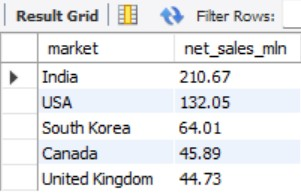 Result Grid Filter Rows:
market net_sales_mln
India 210.67
USA 132.05
South Korea 64.01
Canada 45.89
United Kingdom 44.73